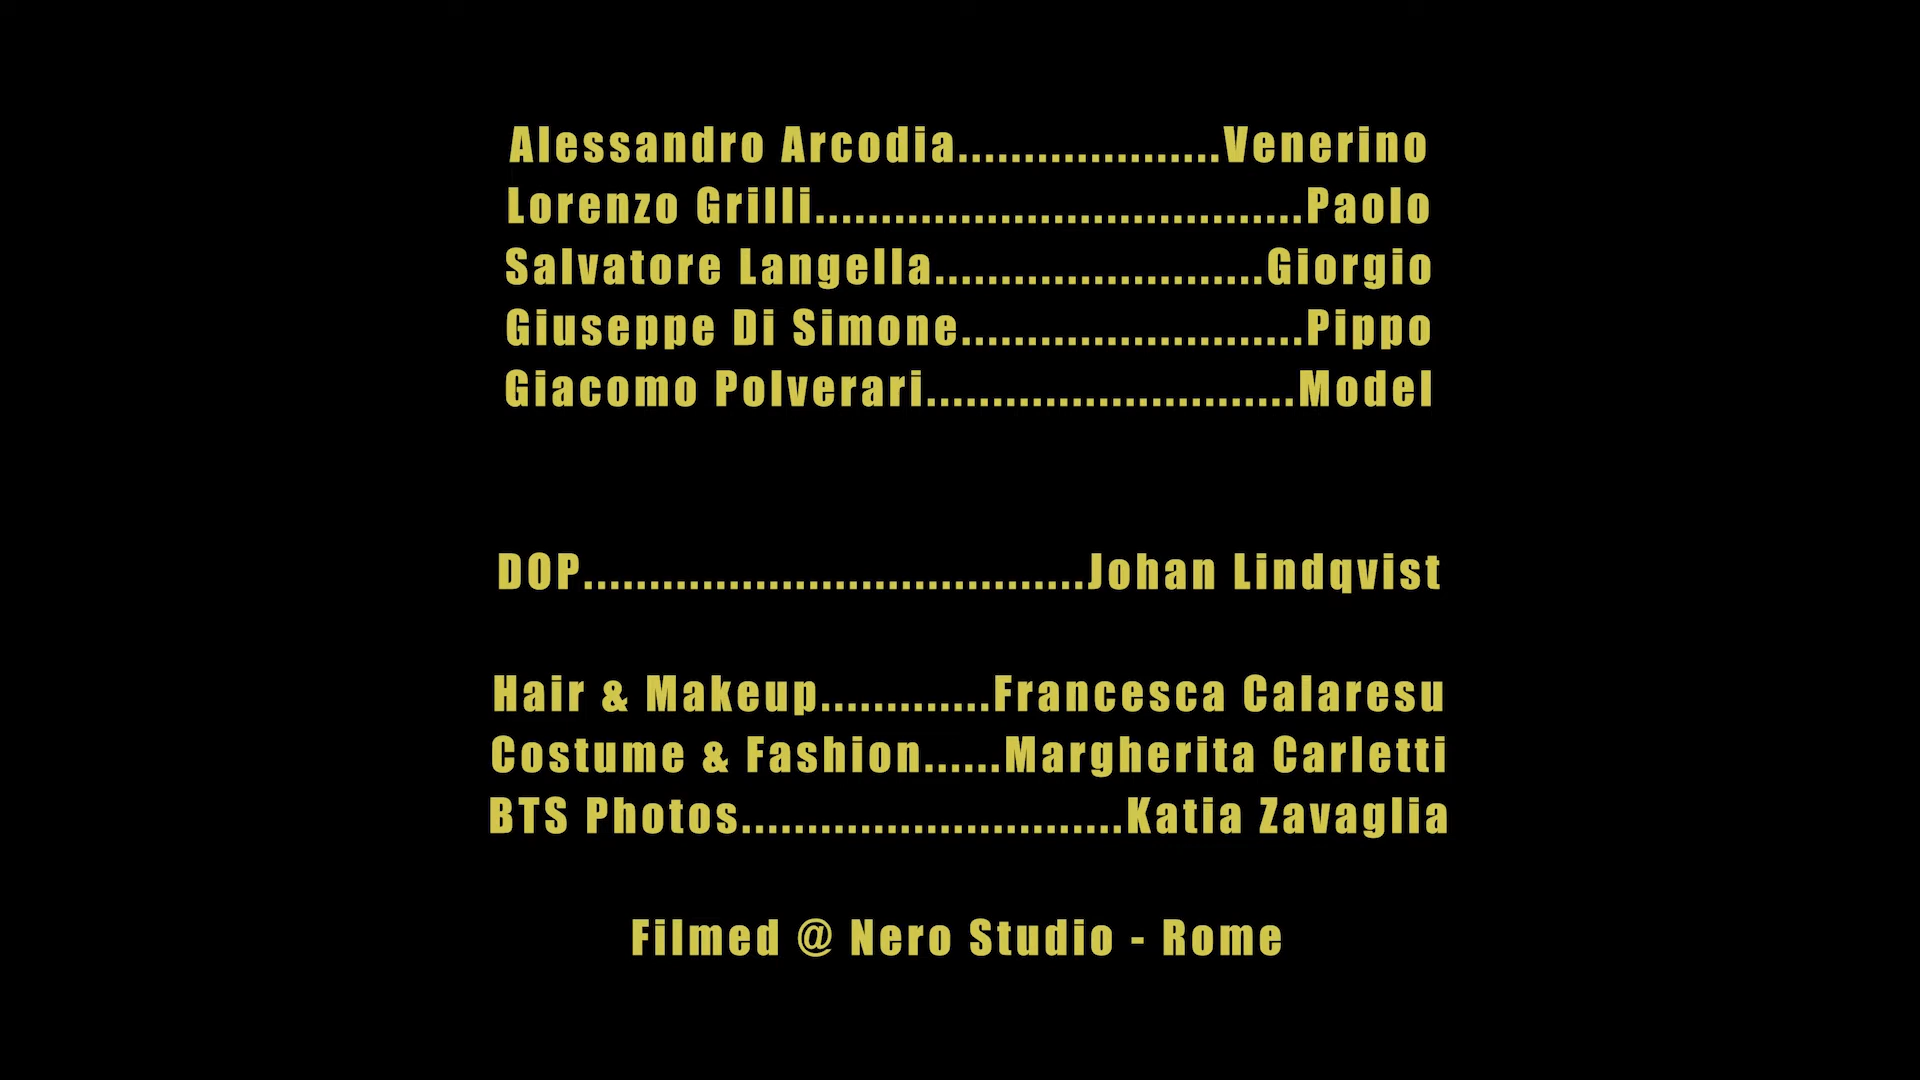 Alessandro Arcodia....................Venerino
Lorenzo Grilli.....................................Paolo
Salvatore Langella.........................Giorgio
Giuseppe Di Simone..........................Pippo
Giacomo Polverari............................Model
DOP......................................Johan Lindqvist
Hair & Makeup.............Francesca Calaresu
Costume & Fashion......Margherita Carletti
BTS Photos.............................Katia Zavaglia
Filmed @ Nero Studio - Rome